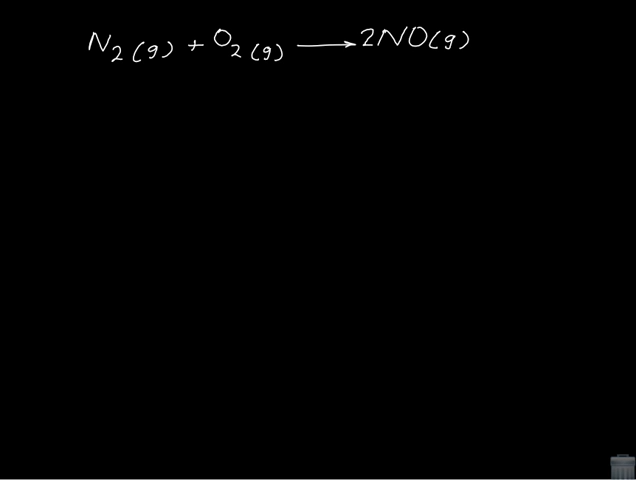 N₂(g) + O₂(g) ⟶ 2NO(g)